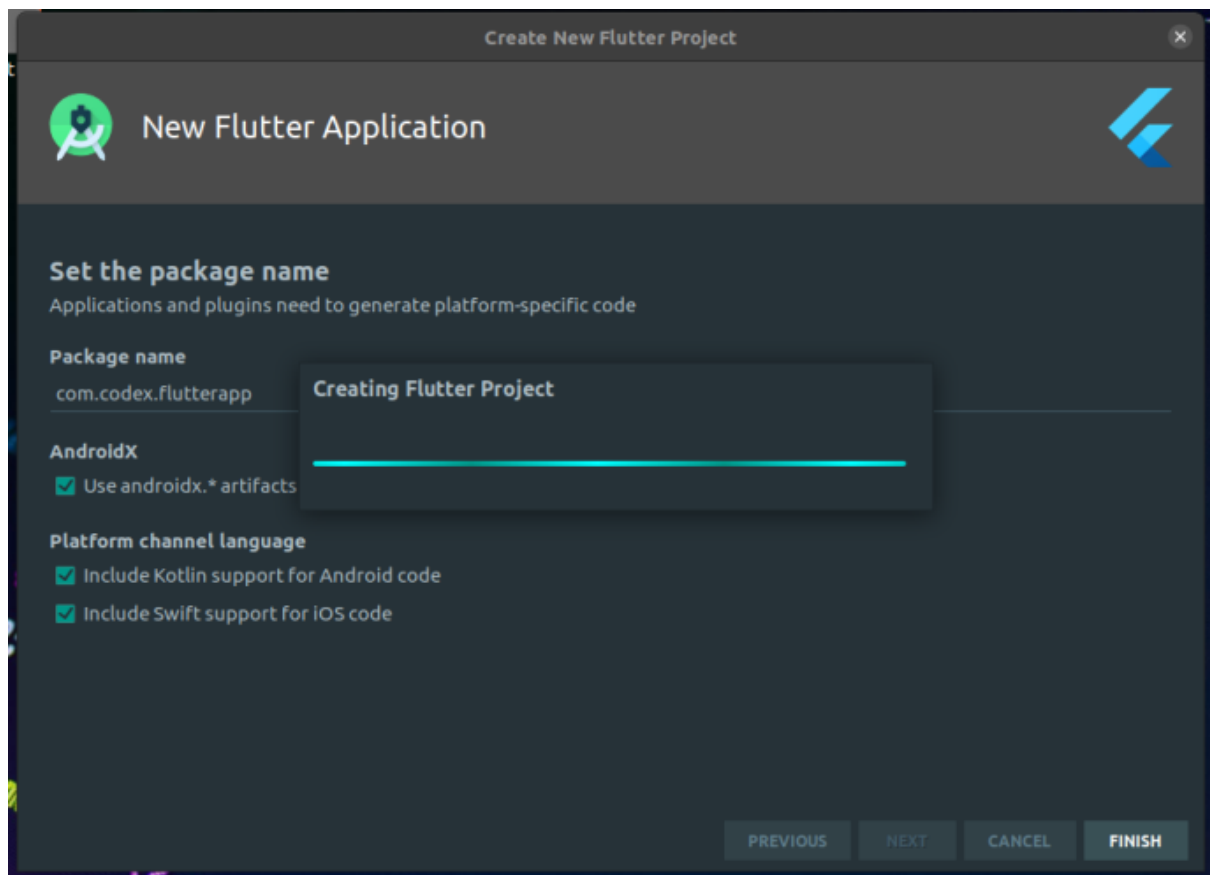 Create New Flutter Project
New Flutter Application
Set the package name
Applications and plugins need to generate platform-specific code
Package name
com.codex.flutterapp
Creating Flutter Project
AndroidX
Use androidx.* artifacts
Platform channel language
Include Kotlin support for Android code
Include Swift support for iOS code
PREVIOUS NEXT CANCEL FINISH